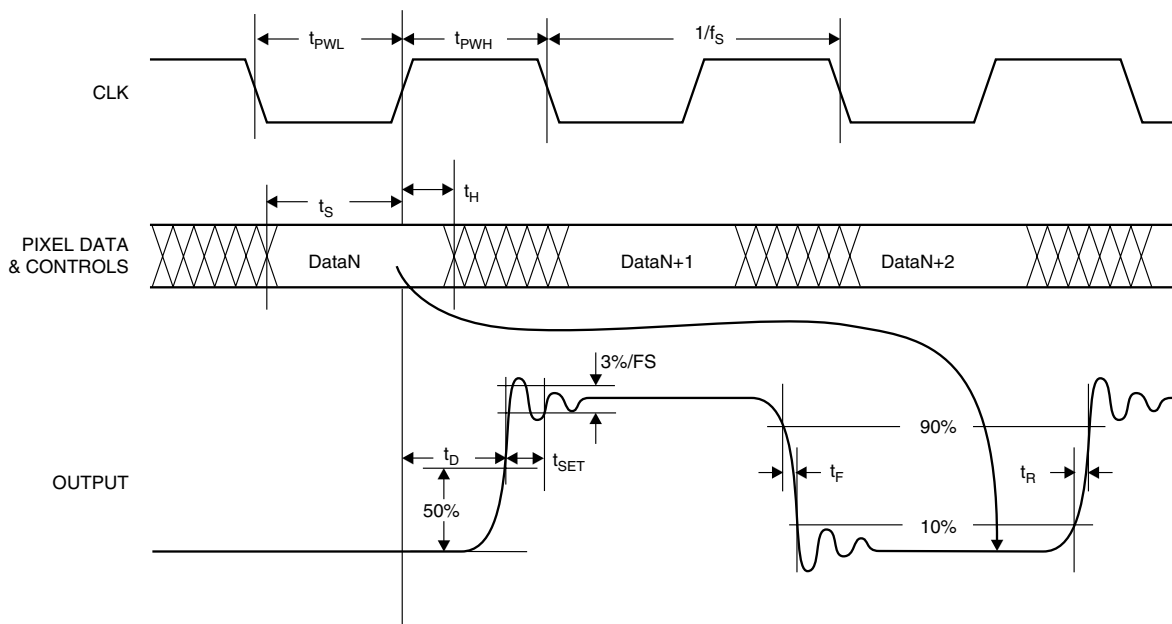 tPWL
tPWH
1/fS
CLK
tS
tH
PIXEL DATA
& CONTROLS
DataN
DataN+1
DataN+2
3%/FS
90%
tD
tSET
tF
tR
OUTPUT
50%
10%